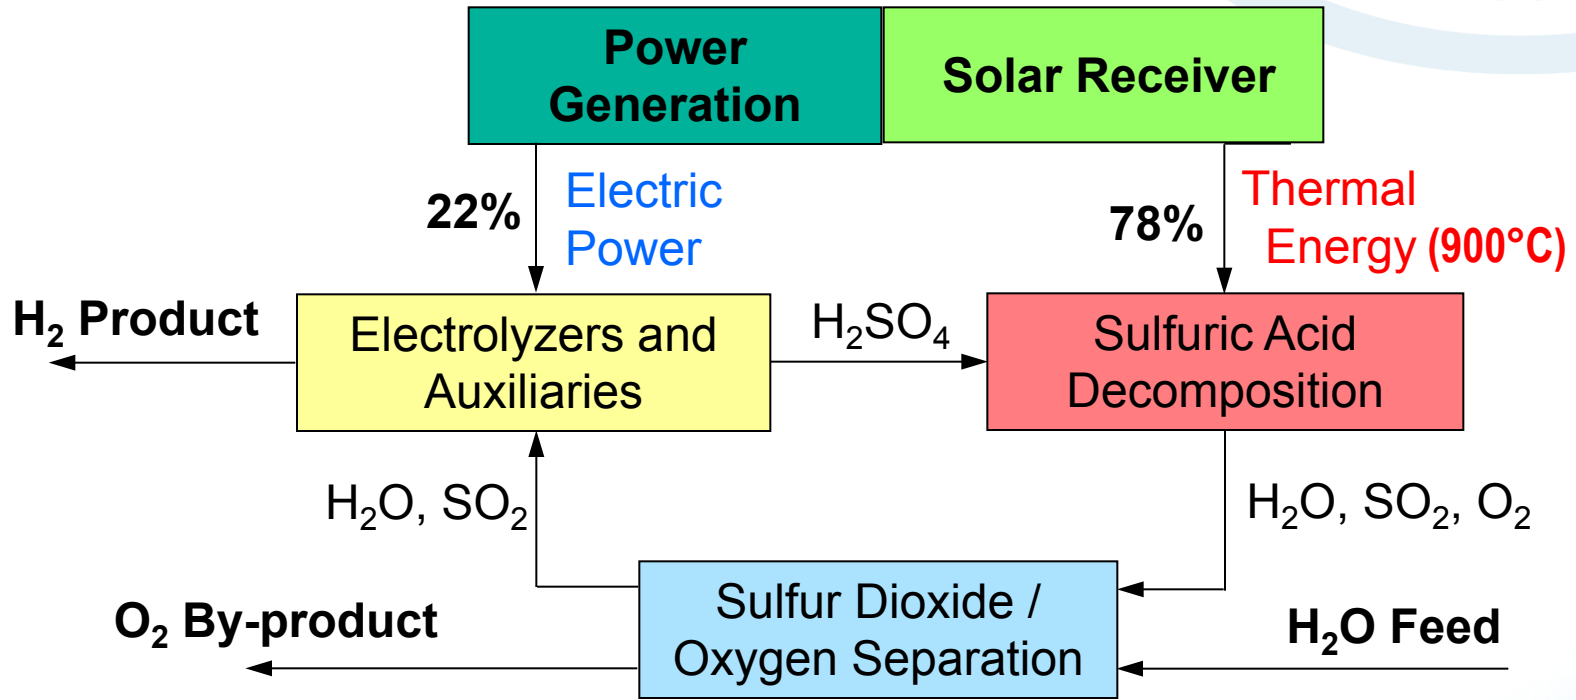 Power
Generation
Solar Receiver
22%
Electric
Power
78%
Thermal
Energy (900°C)
H₂ Product
Electrolyzers and
Auxiliaries
H₂SO₄
Sulfuric Acid
Decomposition
H₂O, SO₂
H₂O, SO₂, O₂
O₂ By-product
Sulfur Dioxide /
Oxygen Separation
H₂O Feed